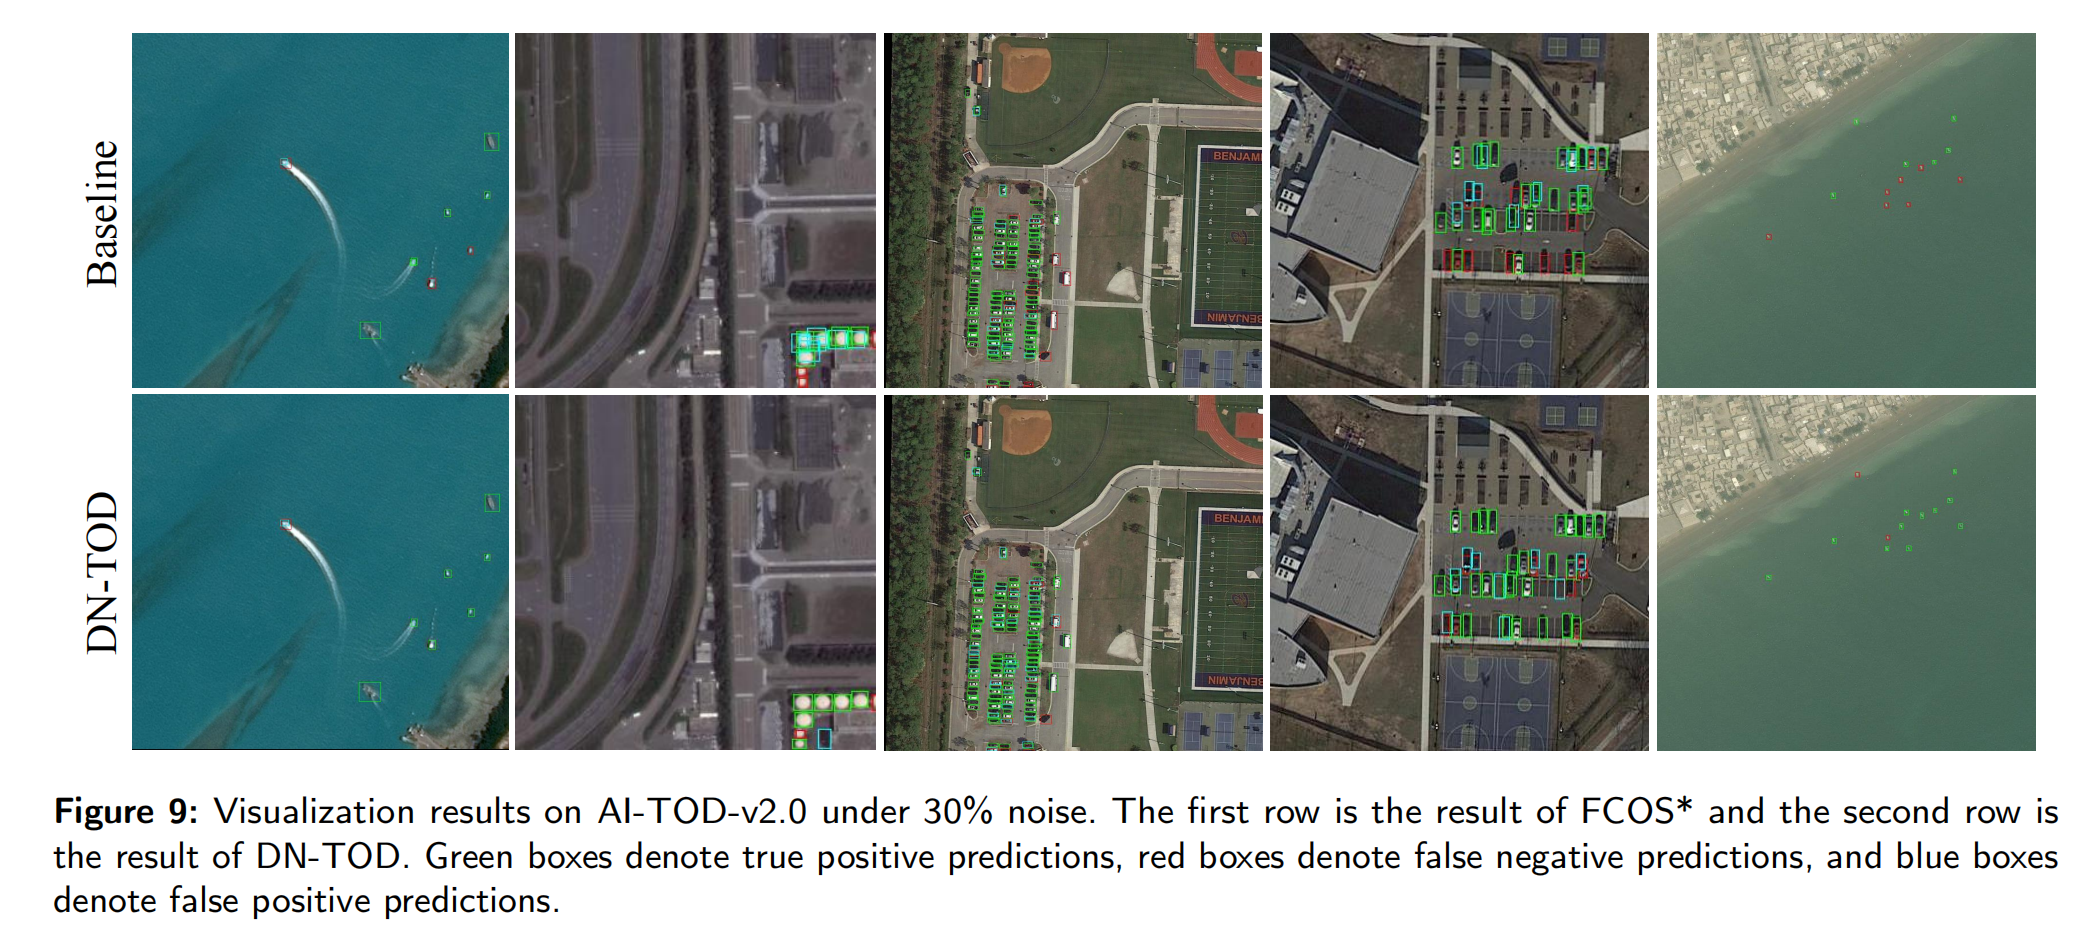 Baseline
BENJAM
BENJAMIN
DN-TOD
BENJAM
BENJAMIN
Figure 9: Visualization results on AI-TOD-v2.0 under 30% noise. The first row is the result of FCOS* and the second row is
the result of DN-TOD. Green boxes denote true positive predictions, red boxes denote false negative predictions, and blue boxes
denote false positive predictions.